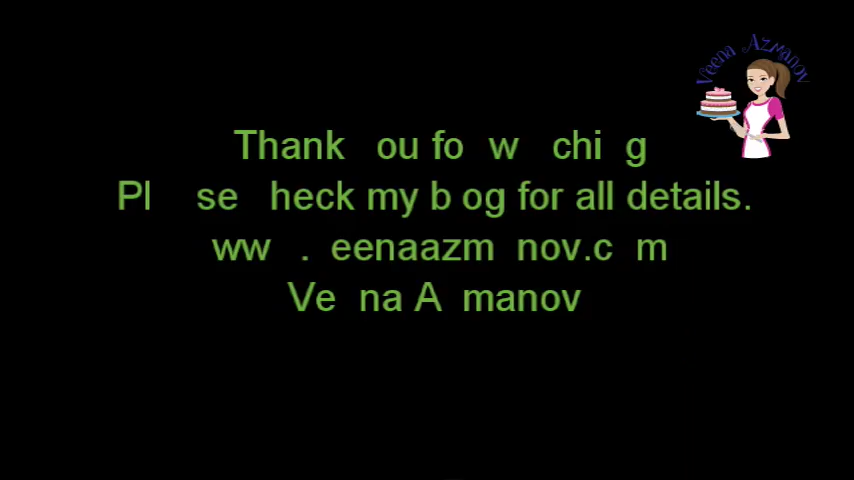 Veena Azmanov
Thank ou fo w chi g
Pl se heck my b og for all details.
ww . eenaazm nov.c m
Ve na A manov